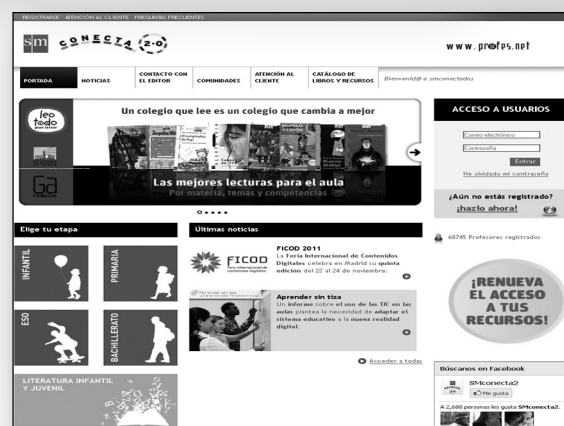 REGISTRARSE ATENCIÓN AL CLIENTE PREGUNTAS FRECUENTES
sm CONECTA 2.0
www.profes.net
PORTADA
NOTICIAS
CONTACTO CON EL EDITOR
COMUNIDADES
ATENCIÓN AL CLIENTE
CATÁLOGO DE LIBROS Y RECURSOS
Bienvenid@ a smconectados
leo todo
plan lector
Un colegio que lee es un colegio que cambia a mejor
Las mejores lecturas para el aula
Por materia, temas y competencias
ACCESO A USUARIOS
Correo electrónico
Contraseña
Entrar
He olvidado mi contraseña
¿Aún no estás registrado?
¡hazlo ahora!
68745 Profesores registrados
Elige tu etapa
INFANTIL
PRIMARIA
ESO
BACHILLERATO
LITERATURA INFANTIL
Y JUVENIL
Últimas noticias
FICOD
FICOD 2011
La Feria Internacional de Contenidos
Digitales celebra en Madrid su quinta
edición del 22 al 24 de noviembre.
Aprender sin tiza
Un informe sobre el uso de las TIC en las
aulas plantea la necesidad de adaptar el
sistema educativo a la nueva realidad
digital.
Acceder a todas
¡RENUEVA
EL ACCESO
A TUS
RECURSOS!
Búscanos en Facebook
SMconecta2
Me gusta
A 2,680 personas les gusta SMconecta2.